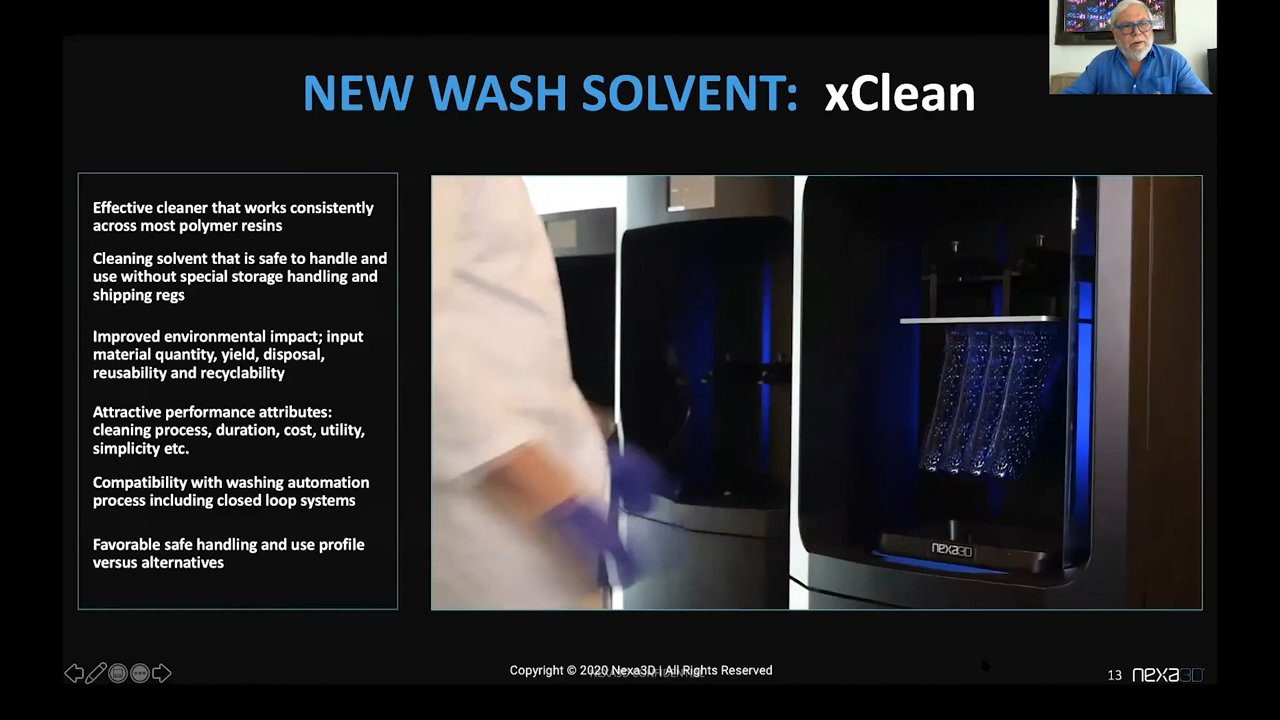 NEW WASH SOLVENT: xClean
Effective cleaner that works consistently
across most polymer resins
Cleaning solvent that is safe to handle and
use without special storage handling and
shipping regs
Improved environmental impact; input
material quantity, yield, disposal,
reusability and recyclability
Attractive performance attributes:
cleaning process, duration, cost, utility,
simplicity etc.
Compatibility with washing automation
process including closed loop systems
Favorable safe handling and use profile
versus alternatives
nexa3D
Copyright © 2020 Nexa3D | All Rights Reserved
NEXA3D CONFIDENTIAL
13 nexa3D